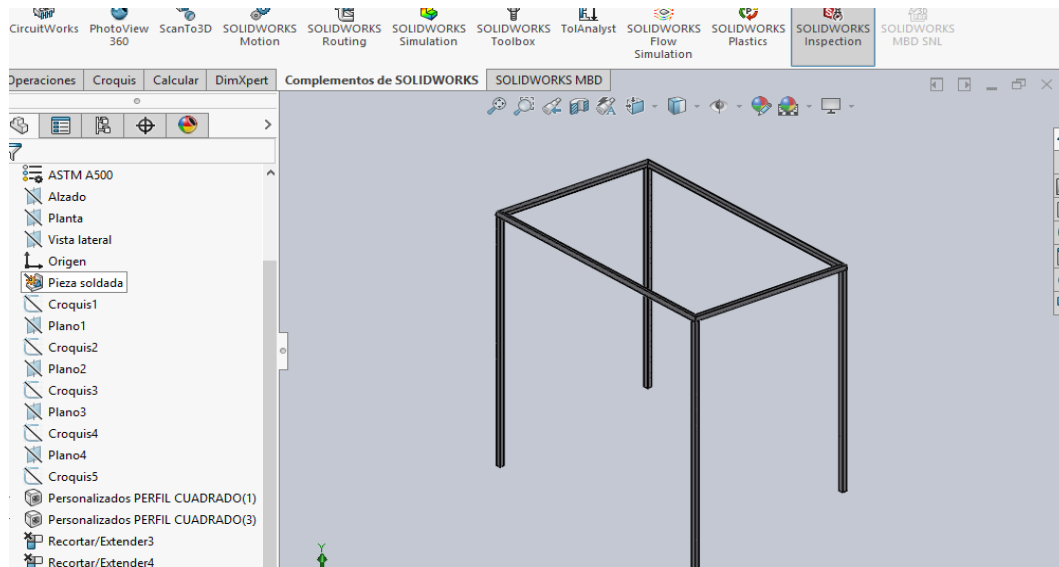 CircuitWorks PhotoView 360 ScanTo3D SOLIDWORKS Motion SOLIDWORKS Routing SOLIDWORKS Simulation SOLIDWORKS Toolbox TolAnalyst SOLIDWORKS Flow Simulation SOLIDWORKS Plastics SOLIDWORKS Inspection SOLIDWORKS MBD SNL
Operaciones Croquis Calcular DimXpert Complementos de SOLIDWORKS SOLIDWORKS MBD
ASTM A500
Alzado
Planta
Vista lateral
Origen
Pieza soldada
Croquis1
Plano1
Croquis2
Plano2
Croquis3
Plano3
Croquis4
Plano4
Croquis5
Personalizados PERFIL CUADRADO(1)
Personalizados PERFIL CUADRADO(3)
Recortar/Extender3
Recortar/Extender4
Y